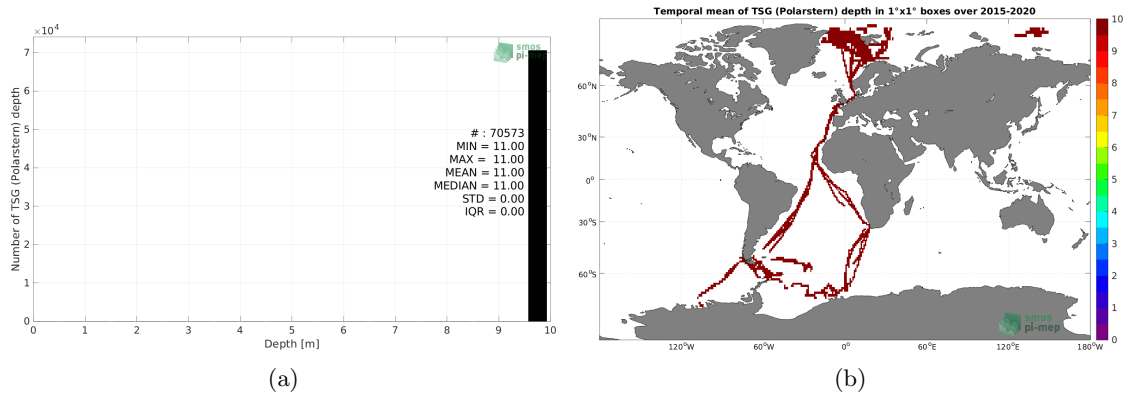 ×10⁴
7
6
5
4
3
2
1
0
Number of TSG (Polarstern) depth
smos
pi-mep
# : 70573
MIN = 11.00
MAX = 11.00
MEAN = 11.00
MEDIAN = 11.00
STD = 0.00
IQR = 0.00
0 1 2 3 4 5 6 7 8 9 10
Depth [m]
(a)
Temporal mean of TSG (Polarstern) depth in 1°x1° boxes over 2015-2020
60°N
30°N
0°
30°S
60°S
120°W 60°W 0° 60°E 120°E 180°W
smos
pi-mep
10
9
8
7
6
5
4
3
2
1
0
(b)